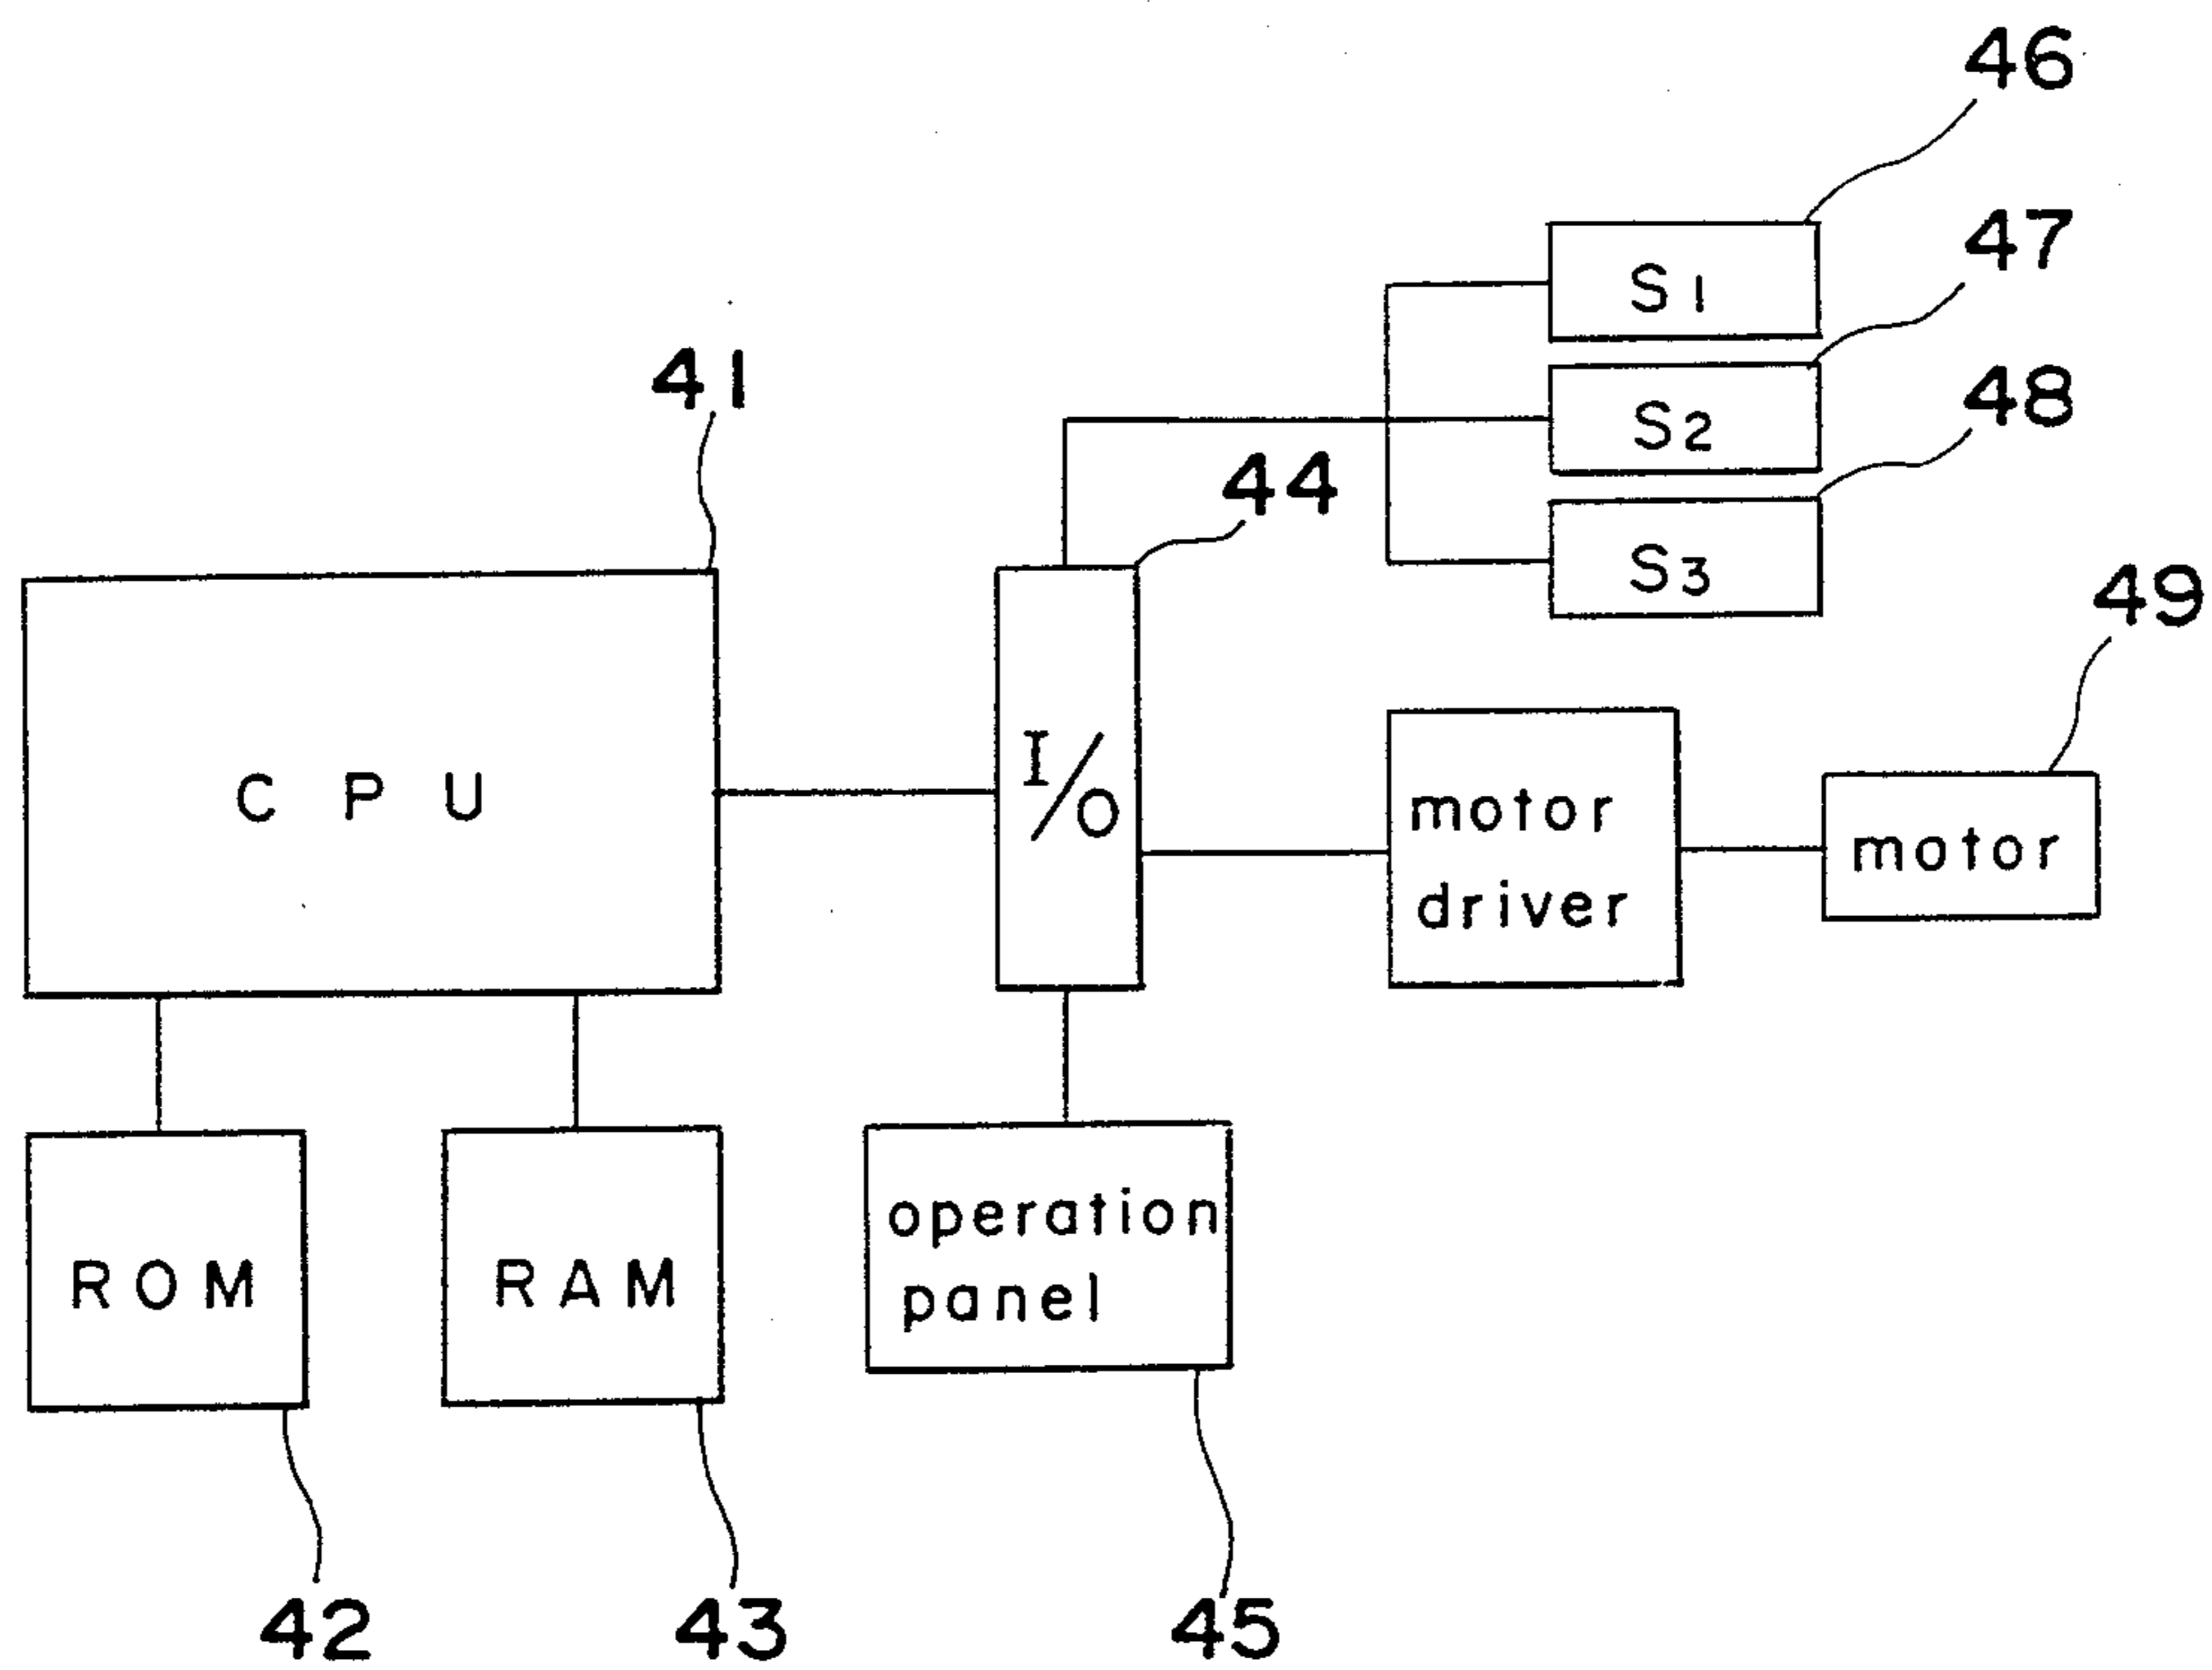 46
47
S1
41
48
S2
44
S3
49
CPU
I/O
motor
driver
motor
operation
panel
ROM
RAM
42
43
45